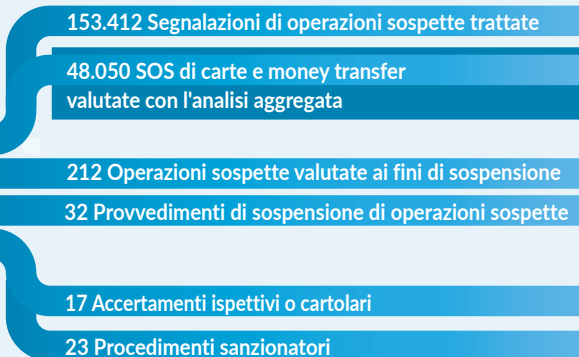 153.412 Segnalazioni di operazioni sospette trattate
48.050 SOS di carte e money transfer
valutate con l'analisi aggregata
212 Operazioni sospette valutate ai fini di sospensione
32 Provvedimenti di sospensione di operazioni sospette
17 Accertamenti ispettivi o cartolari
23 Procedimenti sanzionatori